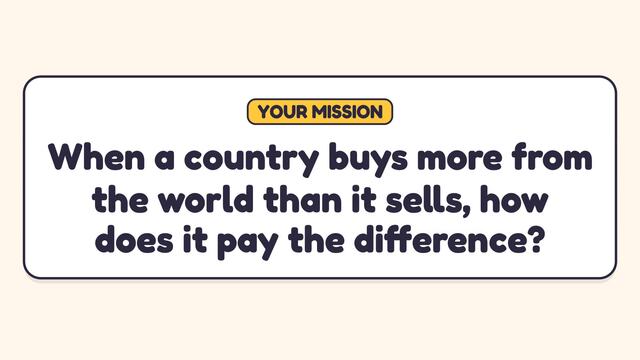 YOUR MISSION
When a country buys more from
the world than it sells, how
does it pay the difference?